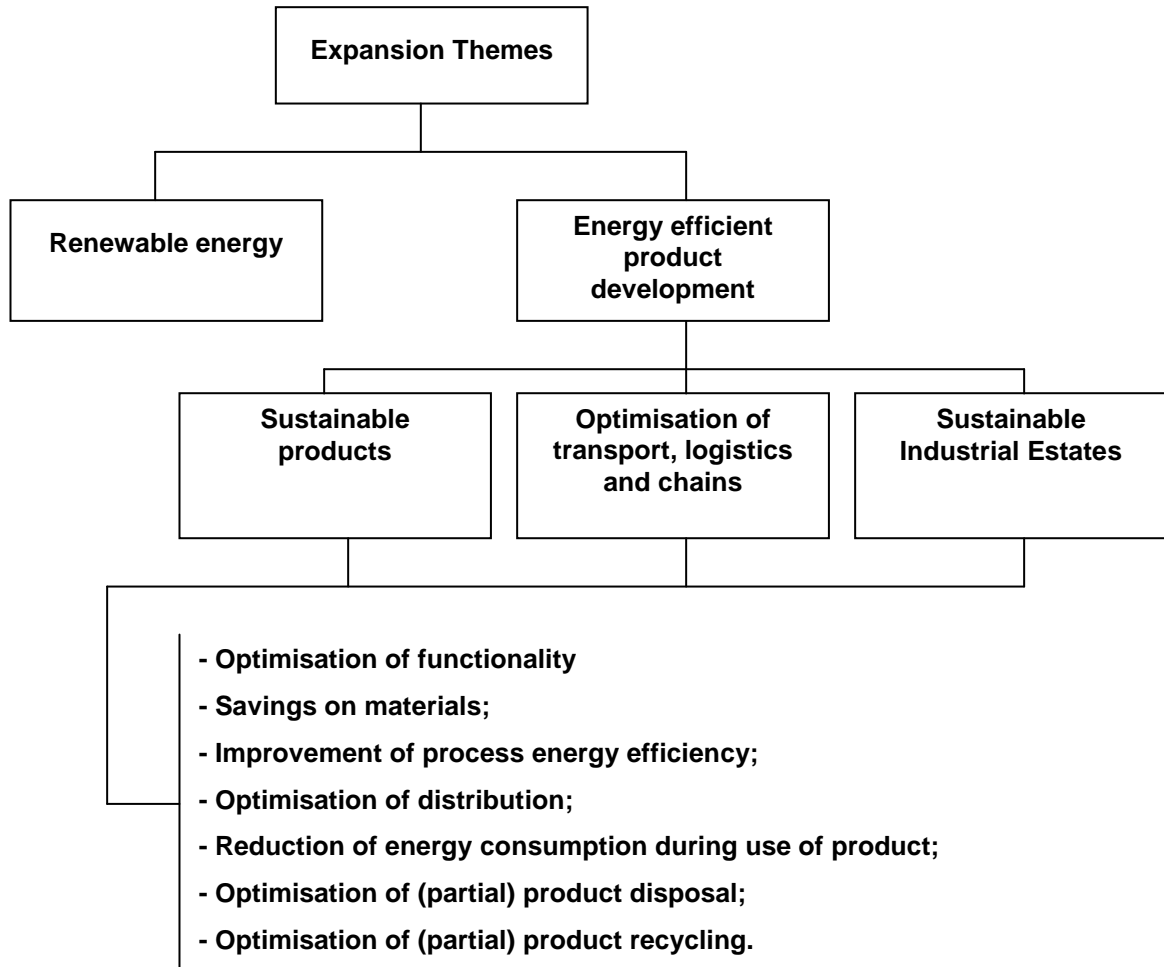 Expansion Themes
Renewable energy
Energy efficient
product
development
Sustainable
products
Optimisation of
transport, logistics
and chains
Sustainable
Industrial Estates
- Optimisation of functionality
- Savings on materials;
- Improvement of process energy efficiency;
- Optimisation of distribution;
- Reduction of energy consumption during use of product;
- Optimisation of (partial) product disposal;
- Optimisation of (partial) product recycling.